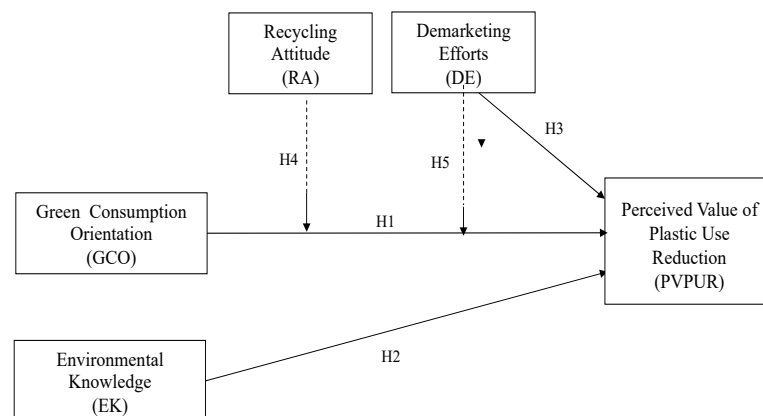 Recycling
Attitude
(RA)
Demarketing
Efforts
(DE)
H3
H4
H5
Green Consumption
Orientation
(GCO)
H1
Perceived Value of
Plastic Use
Reduction
(PVPUR)
H2
Environmental
Knowledge
(EK)